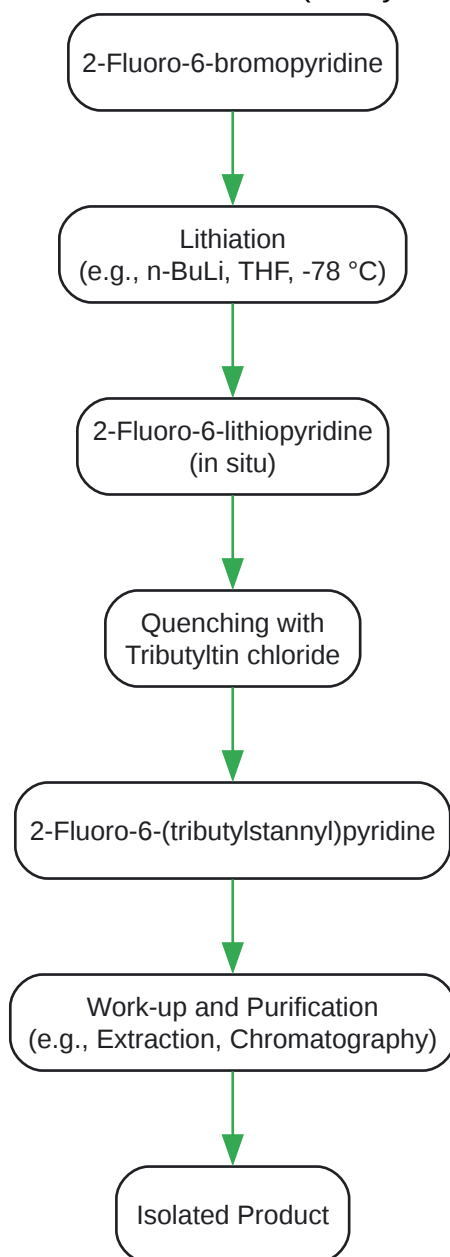 2-Fluoro-6-bromopyridine
Lithiation
(e.g., n-BuLi, THF, -78 °C)
2-Fluoro-6-lithiopyridine
(in situ)
Quenching with
Tributyltin chloride
2-Fluoro-6-(tributylstannyl)pyridine
Work-up and Purification
(e.g., Extraction, Chromatography)
Isolated Product